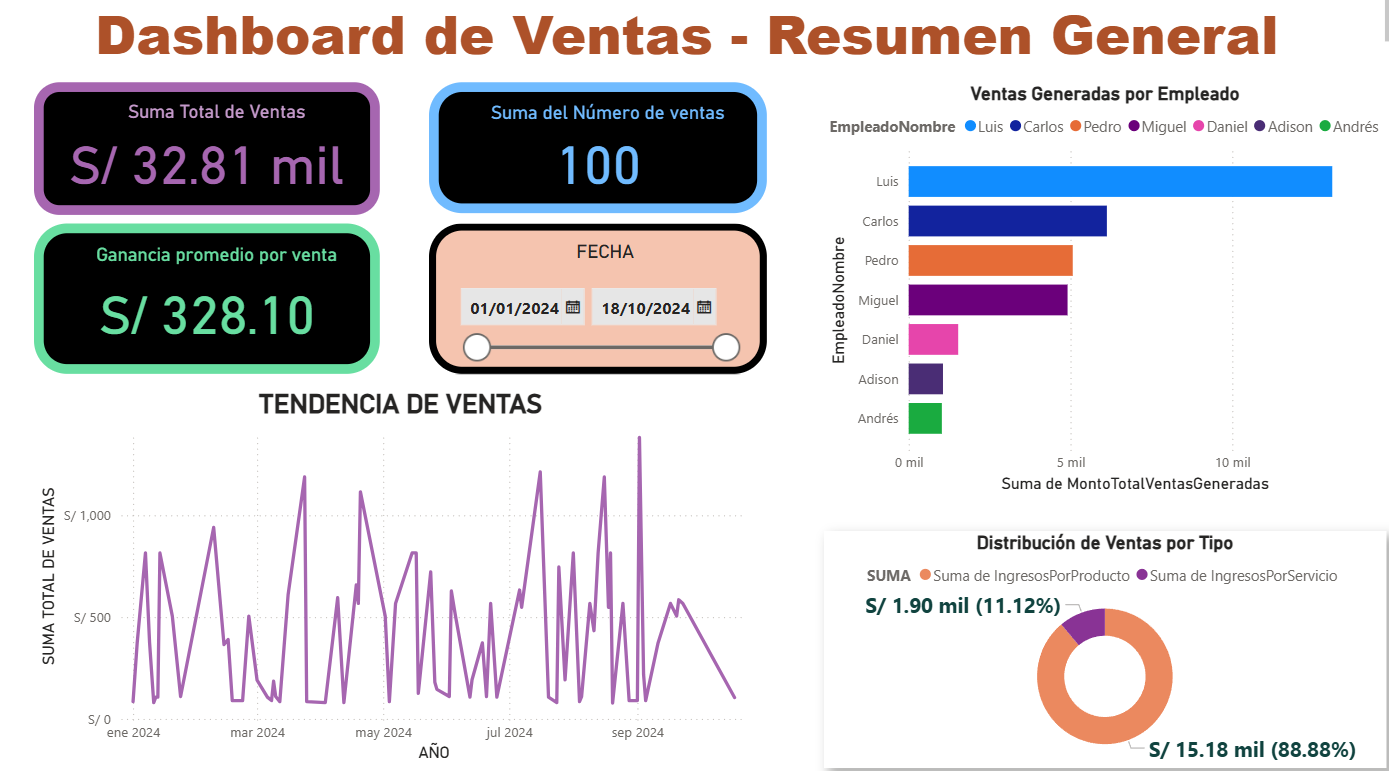 Dashboard de Ventas - Resumen General
Suma Total de Ventas
S/ 32.81 mil
Suma del Número de ventas
100
Ganancia promedio por venta
S/ 328.10
FECHA
01/01/2024
18/10/2024
TENDENCIA DE VENTAS
SUMA TOTAL DE VENTAS
S/ 1,000
S/ 500
S/ 0
ene 2024
mar 2024
may 2024
jul 2024
sep 2024
AÑO
Ventas Generadas por Empleado
EmpleadoNombre Luis Carlos Pedro Miguel Daniel Adison Andrés
EmpleadoNombre
Luis
Carlos
Pedro
Miguel
Daniel
Adison
Andrés
0 mil
5 mil
10 mil
Suma de MontoTotalVentasGeneradas
Distribución de Ventas por Tipo
SUMA Suma de IngresosPorProducto Suma de IngresosPorServicio
S/ 1.90 mil (11.12%)
S/ 15.18 mil (88.88%)